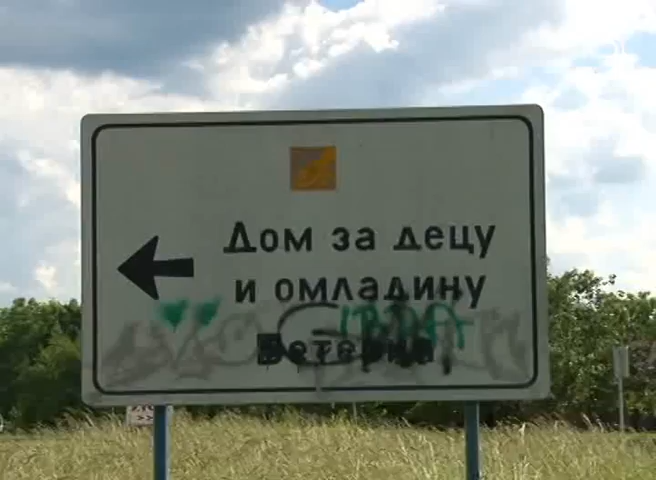 Дом за децу
и омладину
Ветерник